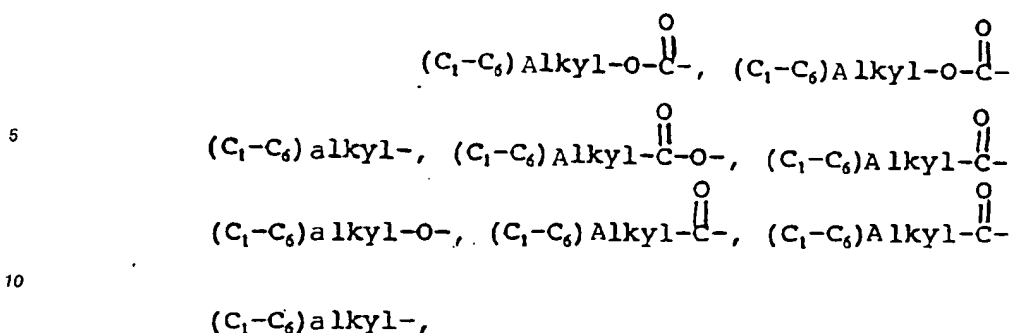 O O
(C₁-C₆)Alkyl-O-C-, (C₁-C₆)Alkyl-O-C-
O O
5 (C₁-C₆)alkyl-, (C₁-C₆)Alkyl-C-O-, (C₁-C₆)Alkyl-C-
O O
(C₁-C₆)alkyl-O-, (C₁-C₆)Alkyl-C-, (C₁-C₆)Alkyl-C-
10
(C₁-C₆)alkyl-,